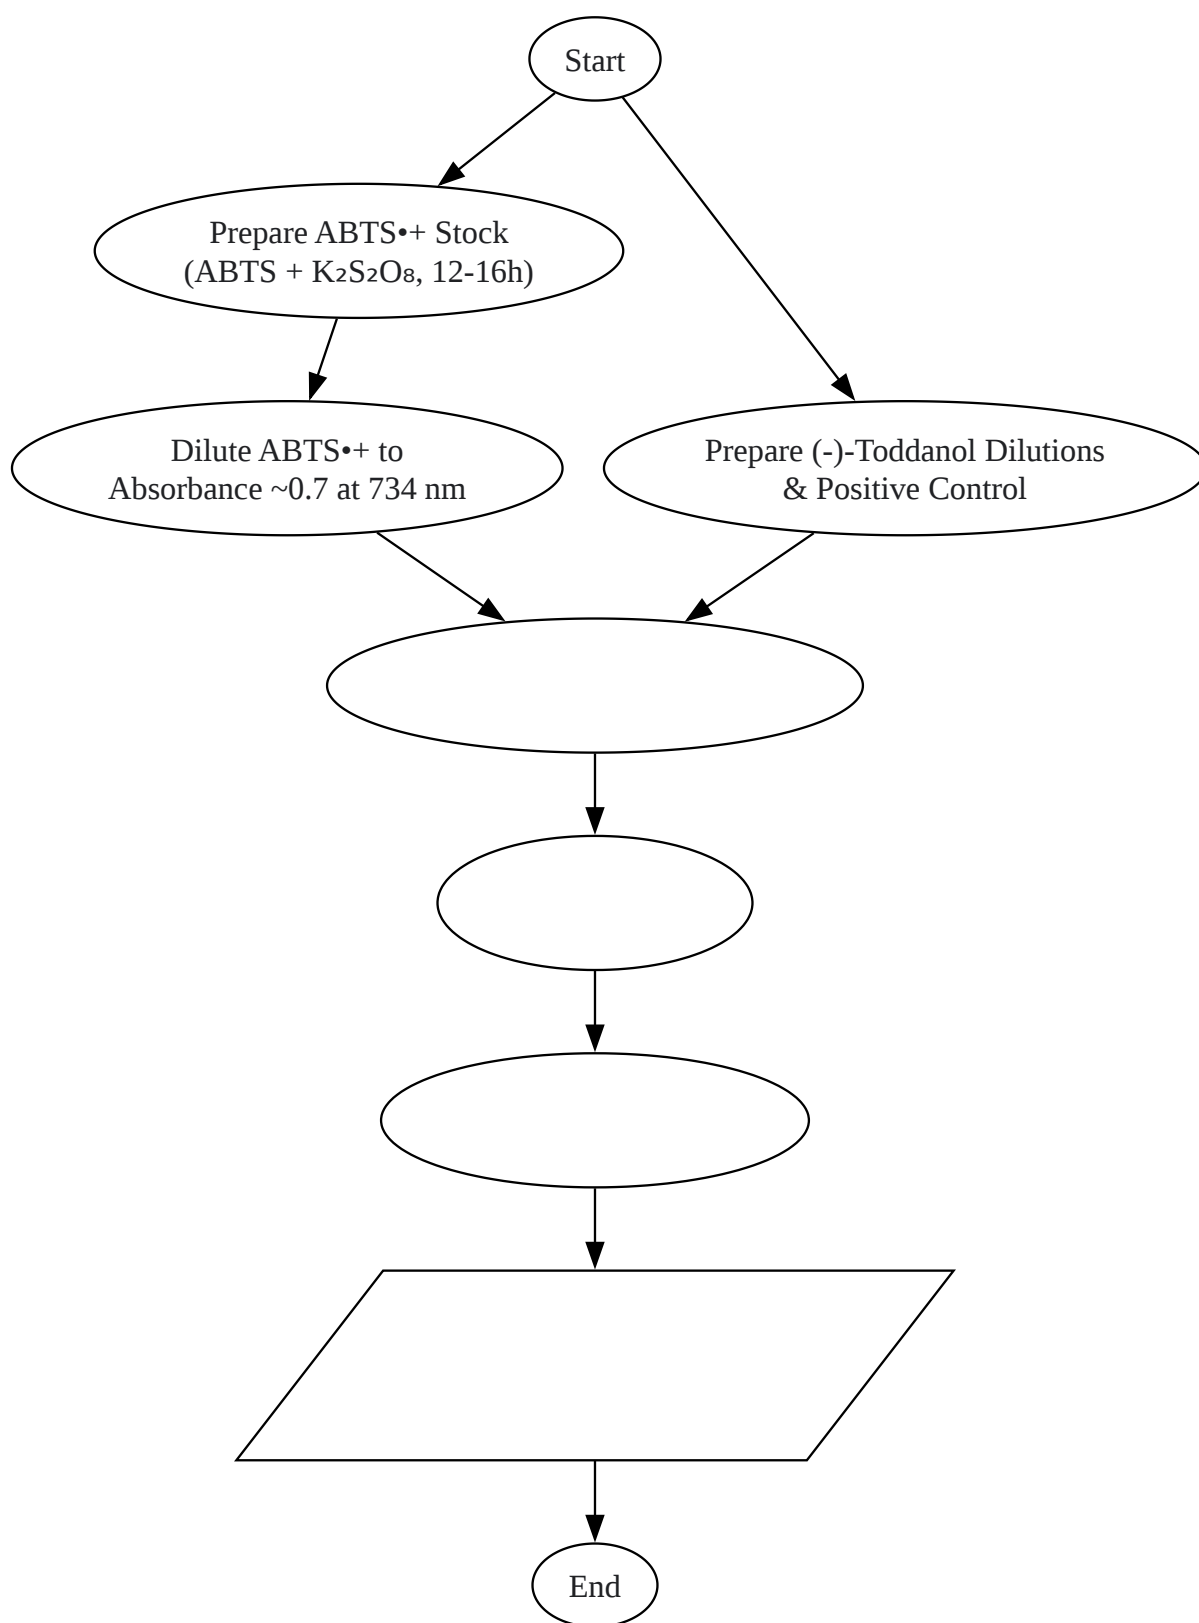 Start
Prepare ABTS•+ Stock
(ABTS + K₂S₂O₈, 12-16h)
Dilute ABTS•+ to
Absorbance ~0.7 at 734 nm
Prepare (-)-Toddanol Dilutions
& Positive Control
End